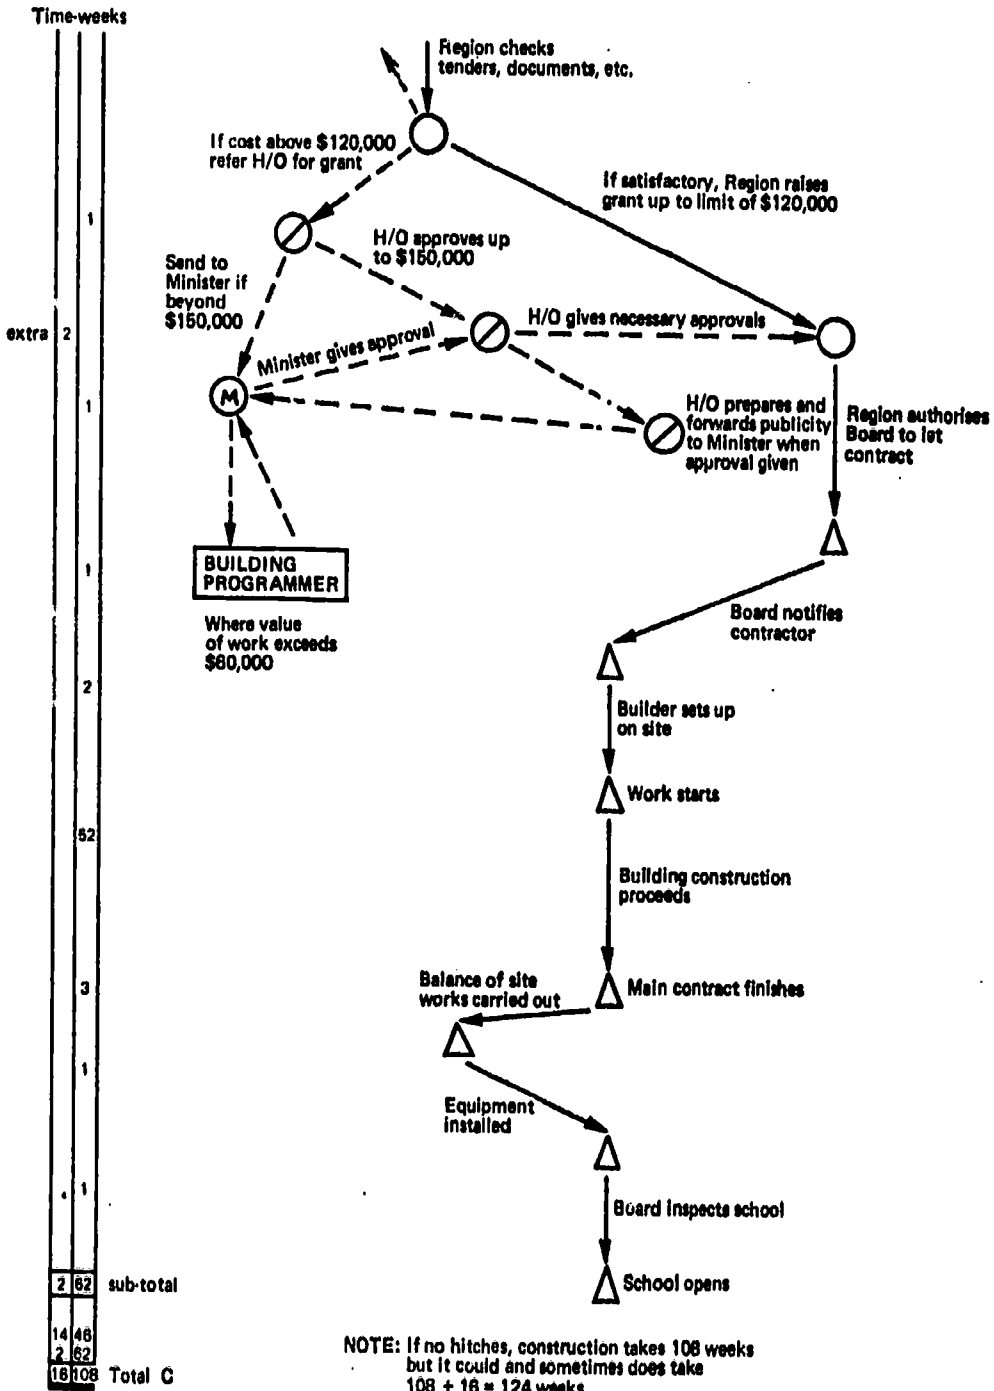 Time-weeks
Region checks
tenders, documents, etc.
If cost above $120,000
refer H/O for grant
If satisfactory, Region raises
grant up to limit of $120,000
1
H/O approves up
to $150,000
Send to
Minister if
beyond
$150,000
extra 2
Minister gives approval
H/O gives necessary approvals
M
1
H/O prepares and
forwards publicity
to Minister when
approval given
Region authorises
Board to let
contract
BUILDING
PROGRAMMER
1
Where value
of work exceeds
$60,000
Board notifies
contractor
2
Builder sets up
on site
Work starts
52
Building construction
proceeds
3
Balance of site
works carried out
Main contract finishes
1
Equipment
installed
1
Board inspects school
2 62 sub-total
School opens
14 46
2 62
16 108 Total C
NOTE: If no hitches, construction takes 108 weeks
but it could and sometimes does take
108 + 16 = 124 weeks